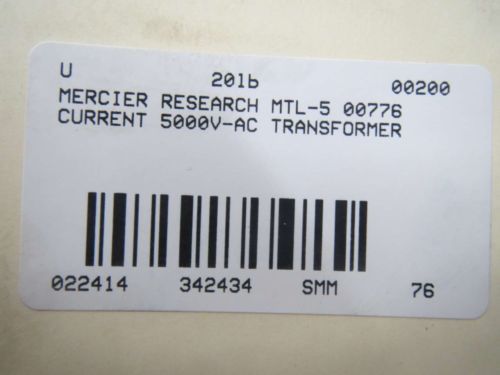 U 201b 00200
MERCIER RESEARCH MTL-5 00776
CURRENT 5000V-AC TRANSFORMER
022414 342434 SMM 76